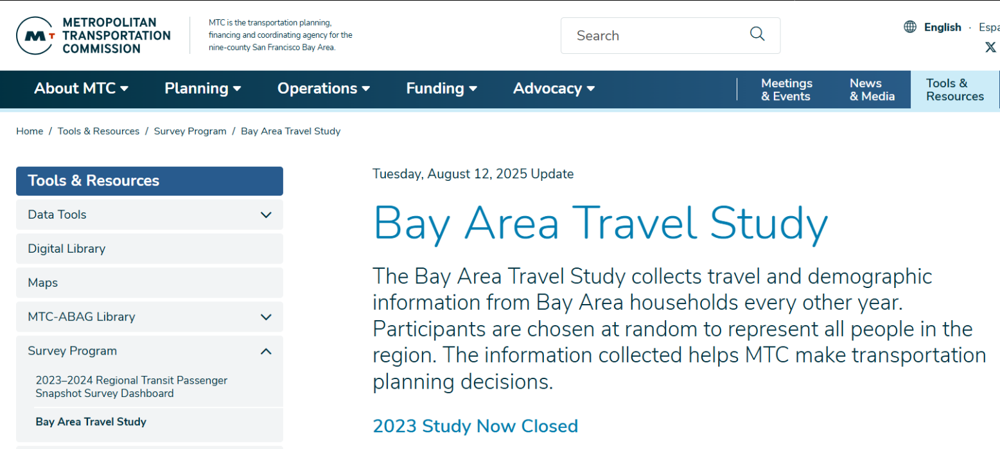 METROPOLITAN
TRANSPORTATION
COMMISSION
MTC is the transportation planning,
financing and coordinating agency for the
nine-county San Francisco Bay Area.
Search
English ·
About MTC
Planning
Operations
Funding
Advocacy
Meetings
& Events
News
& Media
Tools &
Resources
Home / Tools & Resources / Survey Program / Bay Area Travel Study
Tools & Resources
Data Tools
Digital Library
Maps
MTC-ABAG Library
Survey Program
2023–2024 Regional Transit Passenger
Snapshot Survey Dashboard
Bay Area Travel Study
Tuesday, August 12, 2025 Update
Bay Area Travel Study
The Bay Area Travel Study collects travel and demographic
information from Bay Area households every other year.
Participants are chosen at random to represent all people in the
region. The information collected helps MTC make transportation
planning decisions.
2023 Study Now Closed